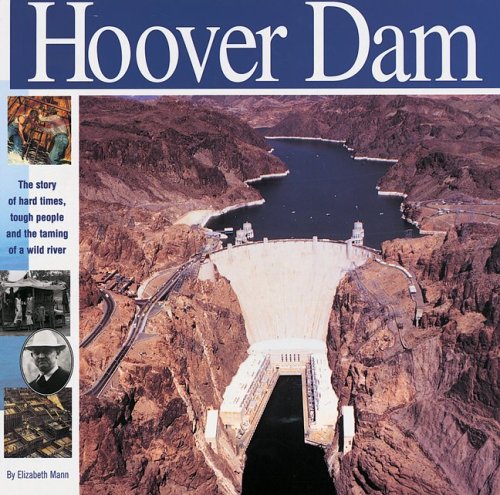 Hoover Dam
The story
of hard times,
tough people
and the taming
of a wild river
By Elizabeth Mann